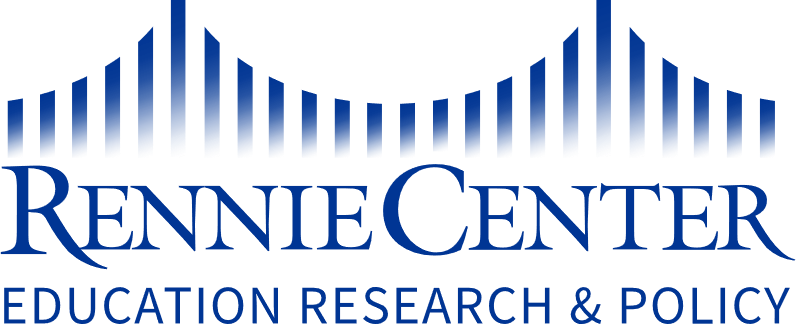 RENNIE CENTER
EDUCATION RESEARCH & POLICY